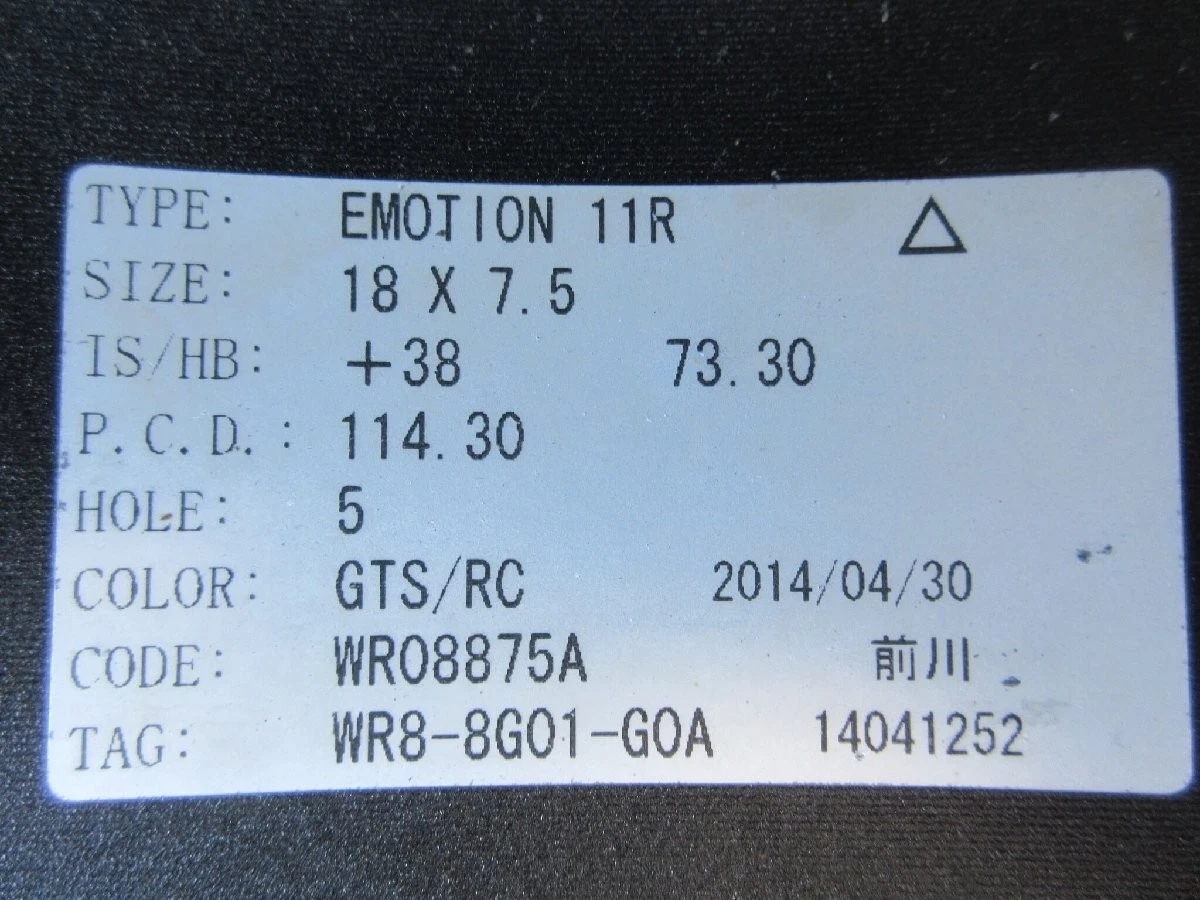 TYPE: EMOTION 11R △
SIZE: 18 X 7.5
IS/HB: +38 73.30
P.C.D.: 114.30
HOLE: 5
COLOR: GTS/RC 2014/04/30
CODE: WR08875A 前川
TAG: WR8-8G01-G0A 14041252